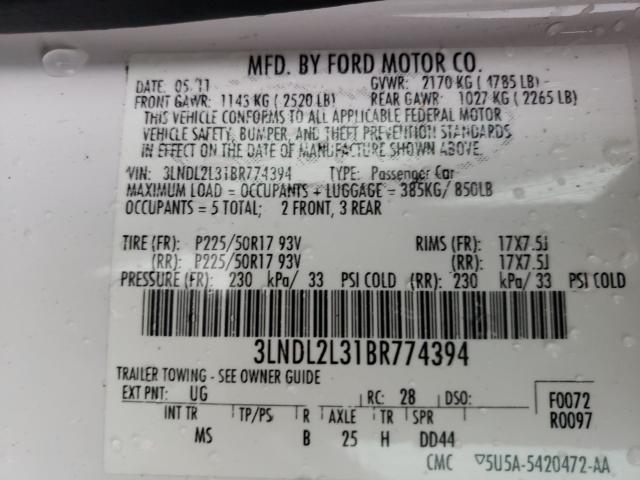 MFD. BY FORD MOTOR CO.
DATE: 05/11 GVWR: 2170 KG ( 4785 LB)
FRONT GAWR: 1143 KG ( 2520 LB) REAR GAWR: 1027 KG ( 2265 LB)
THIS VEHICLE CONFORMS TO ALL APPLICABLE FEDERAL MOTOR
VEHICLE SAFETY, BUMPER, AND THEFT PREVENTION STANDARDS
IN EFFECT ON THE DATE OF MANUFACTURE SHOWN ABOVE.
VIN: 3LNDL2L31BR774394 TYPE: Passenger Car
MAXIMUM LOAD = OCCUPANTS + LUGGAGE = 385KG/ 850LB
OCCUPANTS = 5 TOTAL; 2 FRONT, 3 REAR
TIRE (FR): P225/50R17 93V RIMS (FR): 17X7.5J
(RR): P225/50R17 93V (RR): 17X7.5J
PRESSURE (FR): 230 kPa/ 33 PSI COLD (RR): 230 kPa/ 33 PSI COLD
3LNDL2L31BR774394
TRAILER TOWING - SEE OWNER GUIDE
EXT PNT: UG RC: 28 DSO: F0072
INT TR TP/PS R AXLE TR SPR R0097
MS B 25 H DD44
CMC ▽5U5A-5420472-AA